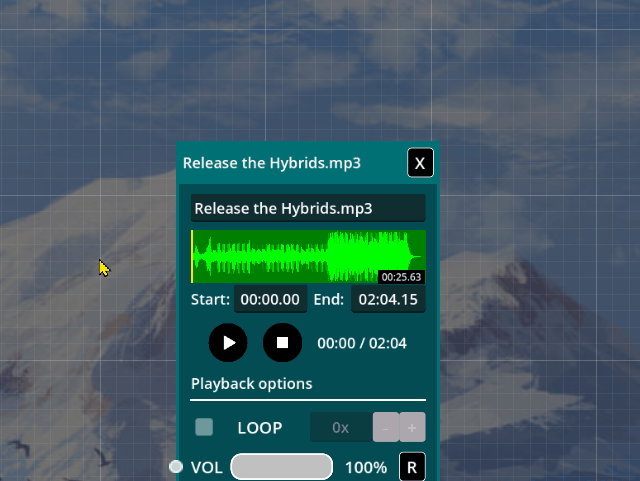 Release the Hybrids.mp3 X
Release the Hybrids.mp3
00:25.63
Start: 00:00.00 End: 02:04.15
00:00 / 02:04
Playback options
LOOP 0x - +
VOL 100% R